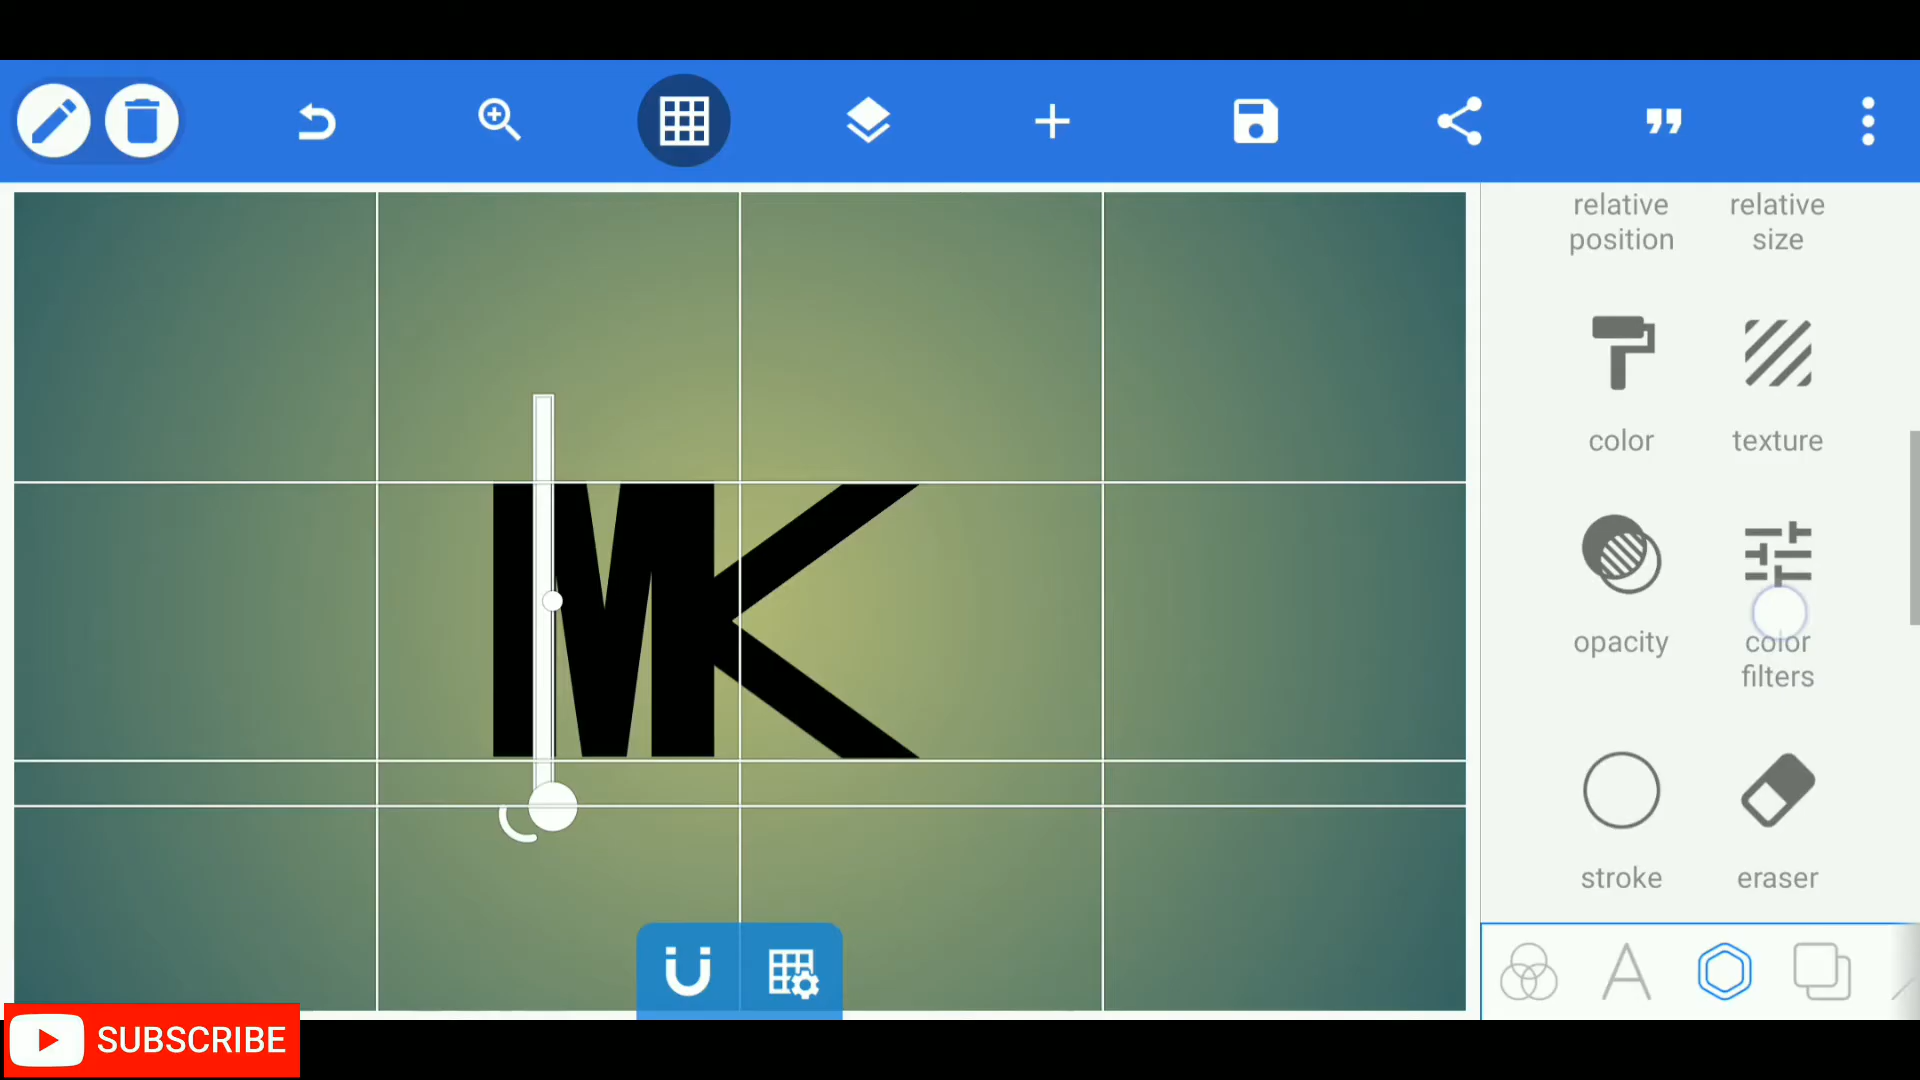 relative position
relative size
color
texture
MK
opacity
color filters
stroke
eraser
SUBSCRIBE